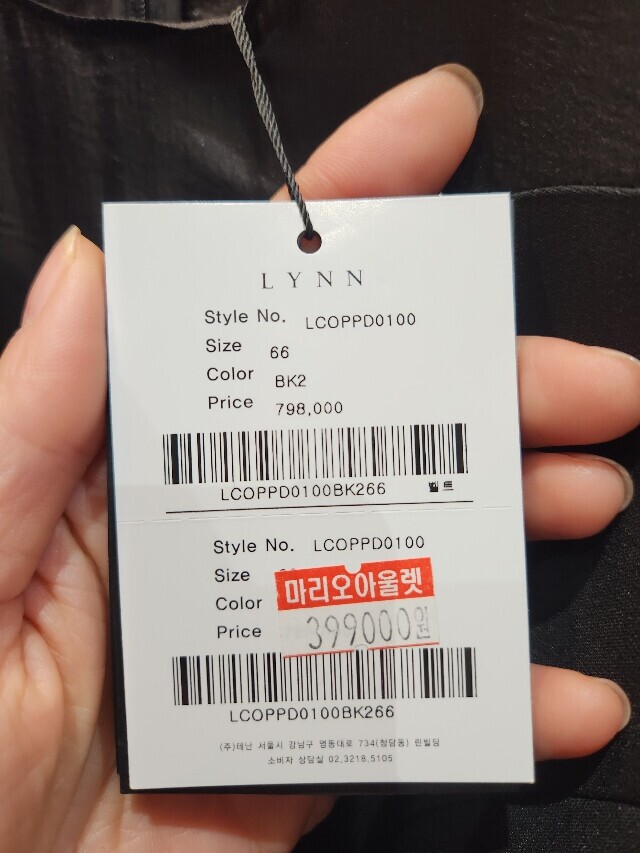 LYNN
Style No. LCOPPD0100
Size 66
Color BK2
Price 798,000
LCOPPD0100BK266 벨트
Style No. LCOPPD0100
Size
마리오아울렛
Color
Price 399000원
LCOPPD0100BK266
(주)테난 서울시 강남구 영동대로 734(청담동) 린빌딩
소비자 상담실 02.3218.5105